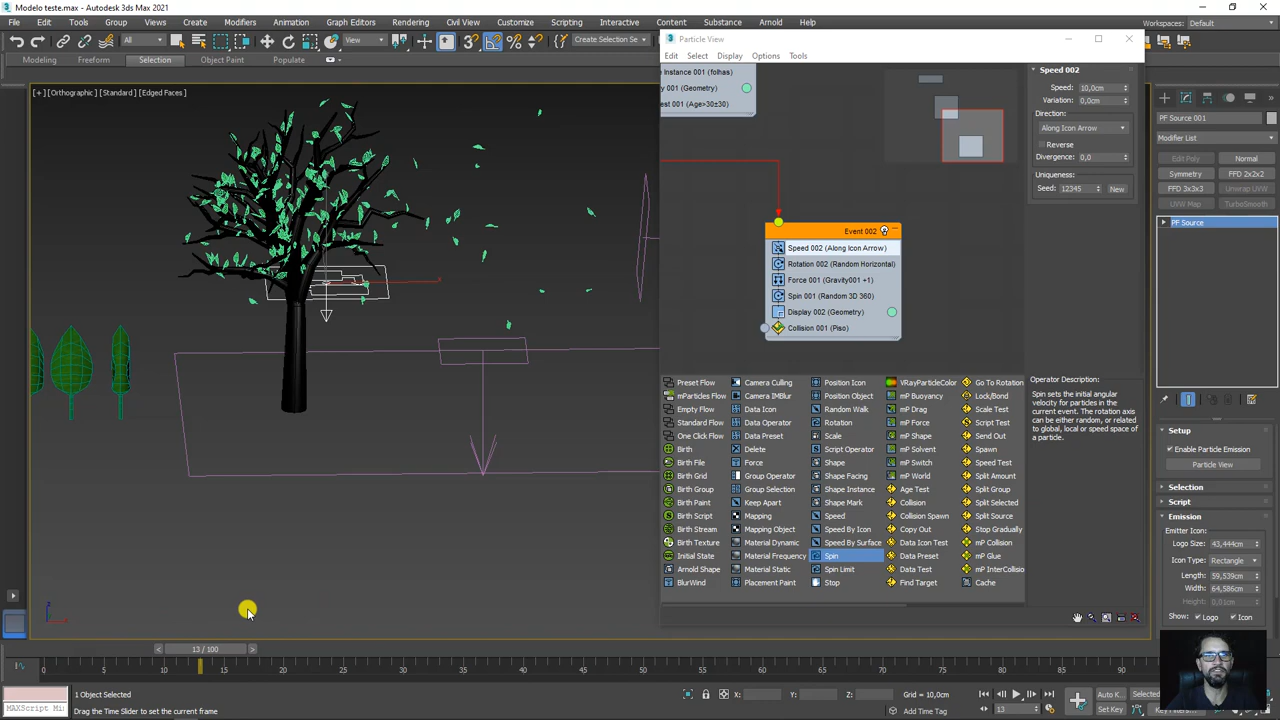 Modelo teste.max - Autodesk 3ds Max 2021
File Edit Tools Group Views Create Modifiers Animation Graph Editors Rendering Civil View Customize Scripting Interactive Content Substance Arnold Help
Workspaces: Default
All
View
Create Selection Se
Modeling Freeform Selection Object Paint Populate
[+] [Orthographic] [Standard] [Edged Faces]
Particle View
Edit Select Display Options Tools
n Instance 001 (folhas)
y 001 (Geometry)
est 001 (Age>30±30)
Event 002
Speed 002 (Along Icon Arrow)
Rotation 002 (Random Horizontal)
Force 001 (Gravity001 +1)
Spin 001 (Random 3D 360)
Display 002 (Geometry)
Collision 001 (Piso)
Speed 002
Speed: 10,0cm
Variation: 0,0cm
Direction:
Along Icon Arrow
Reverse
Divergence: 0,0
Uniqueness:
Seed: 12345 New
Preset Flow Camera Culling Position Icon VRayParticleColor Go To Rotation
mParticles Flow Camera IMBlur Position Object mP Buoyancy Lock/Bond
Empty Flow Data Icon Random Walk mP Drag Scale Test
Standard Flow Data Operator Rotation mP Force Script Test
One Click Flow Data Preset Scale mP Shape Send Out
Birth Delete Script Operator mP Solvent Spawn
Birth File Force Shape mP Switch Speed Test
Birth Grid Group Operator Shape Facing mP World Split Amount
Birth Group Group Selection Shape Instance Age Test Split Group
Birth Paint Keep Apart Shape Mark Collision Split Selected
Birth Script Mapping Speed Collision Spawn Split Source
Birth Stream Mapping Object Speed By Icon Copy Out Stop Gradually
Birth Texture Material Dynamic Speed By Surface Data Icon Test mP Collision
Initial State Material Frequency Spin Data Preset mP Glue
Arnold Shape Material Static Spin Limit Data Test mP InterCollisio
BlurWind Placement Paint Stop Find Target Cache
Operator Description:
Spin sets the initial angular
velocity for particles in the
current event. The rotation axis
can be either random, or related
to global, local or speed space of
a particle.
PF Source 001
Modifier List
Edit Poly Normal
Symmetry FFD 2x2x2
FFD 3x3x3 Unwrap UVW
UVW Map TurboSmooth
PF Source
Setup
Enable Particle Emission
Particle View
Selection
Script
Emission
Emitter Icon:
Logo Size: 43,444cm
Icon Type: Rectangle
Length: 59,539cm
Width: 64,586cm
Height: 0,01cm
Show: Logo Icon
z
13 / 100
0 5 10 15 20 25 30 35 40 45 50 55 60 65 70 75 80 85 90
MAXScript Mi
1 Object Selected
Drag the Time Slider to set the current frame
X: Y: Z: Grid = 10,0cm
Add Time Tag
13
Auto K Selected
Set Key